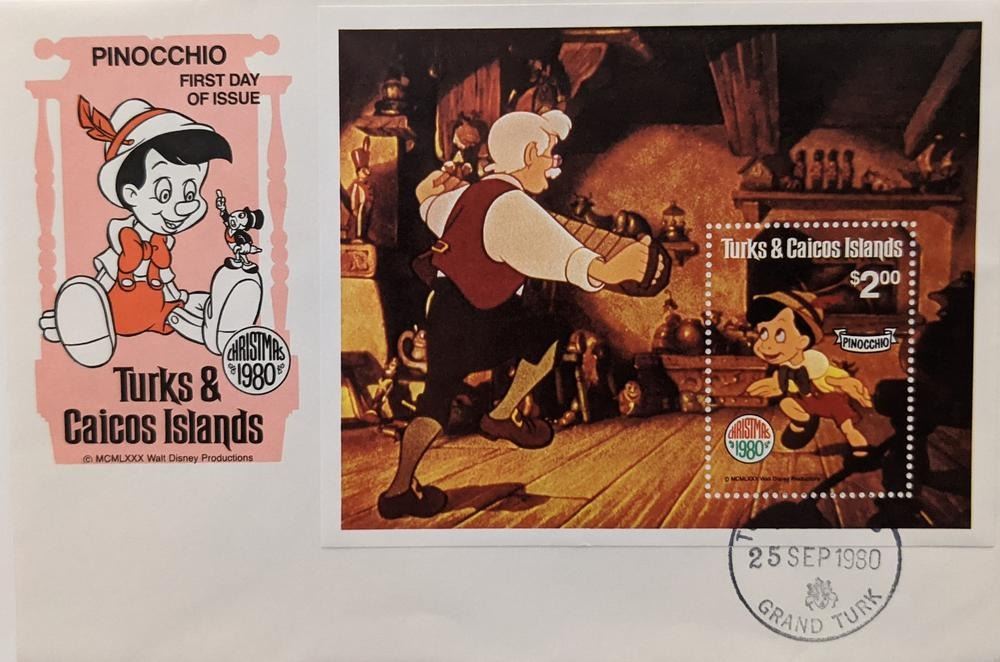 PINOCCHIO
FIRST DAY
OF ISSUE
CHRISTMAS
1980
Turks &
Caicos Islands
© MCMLXXX Walt Disney Productions
Turks & Caicos Islands
$2.00
PINOCCHIO
CHRISTMAS
1980
© MCMLXXX Walt Disney Productions
25 SEP 1980
GRAND TURK